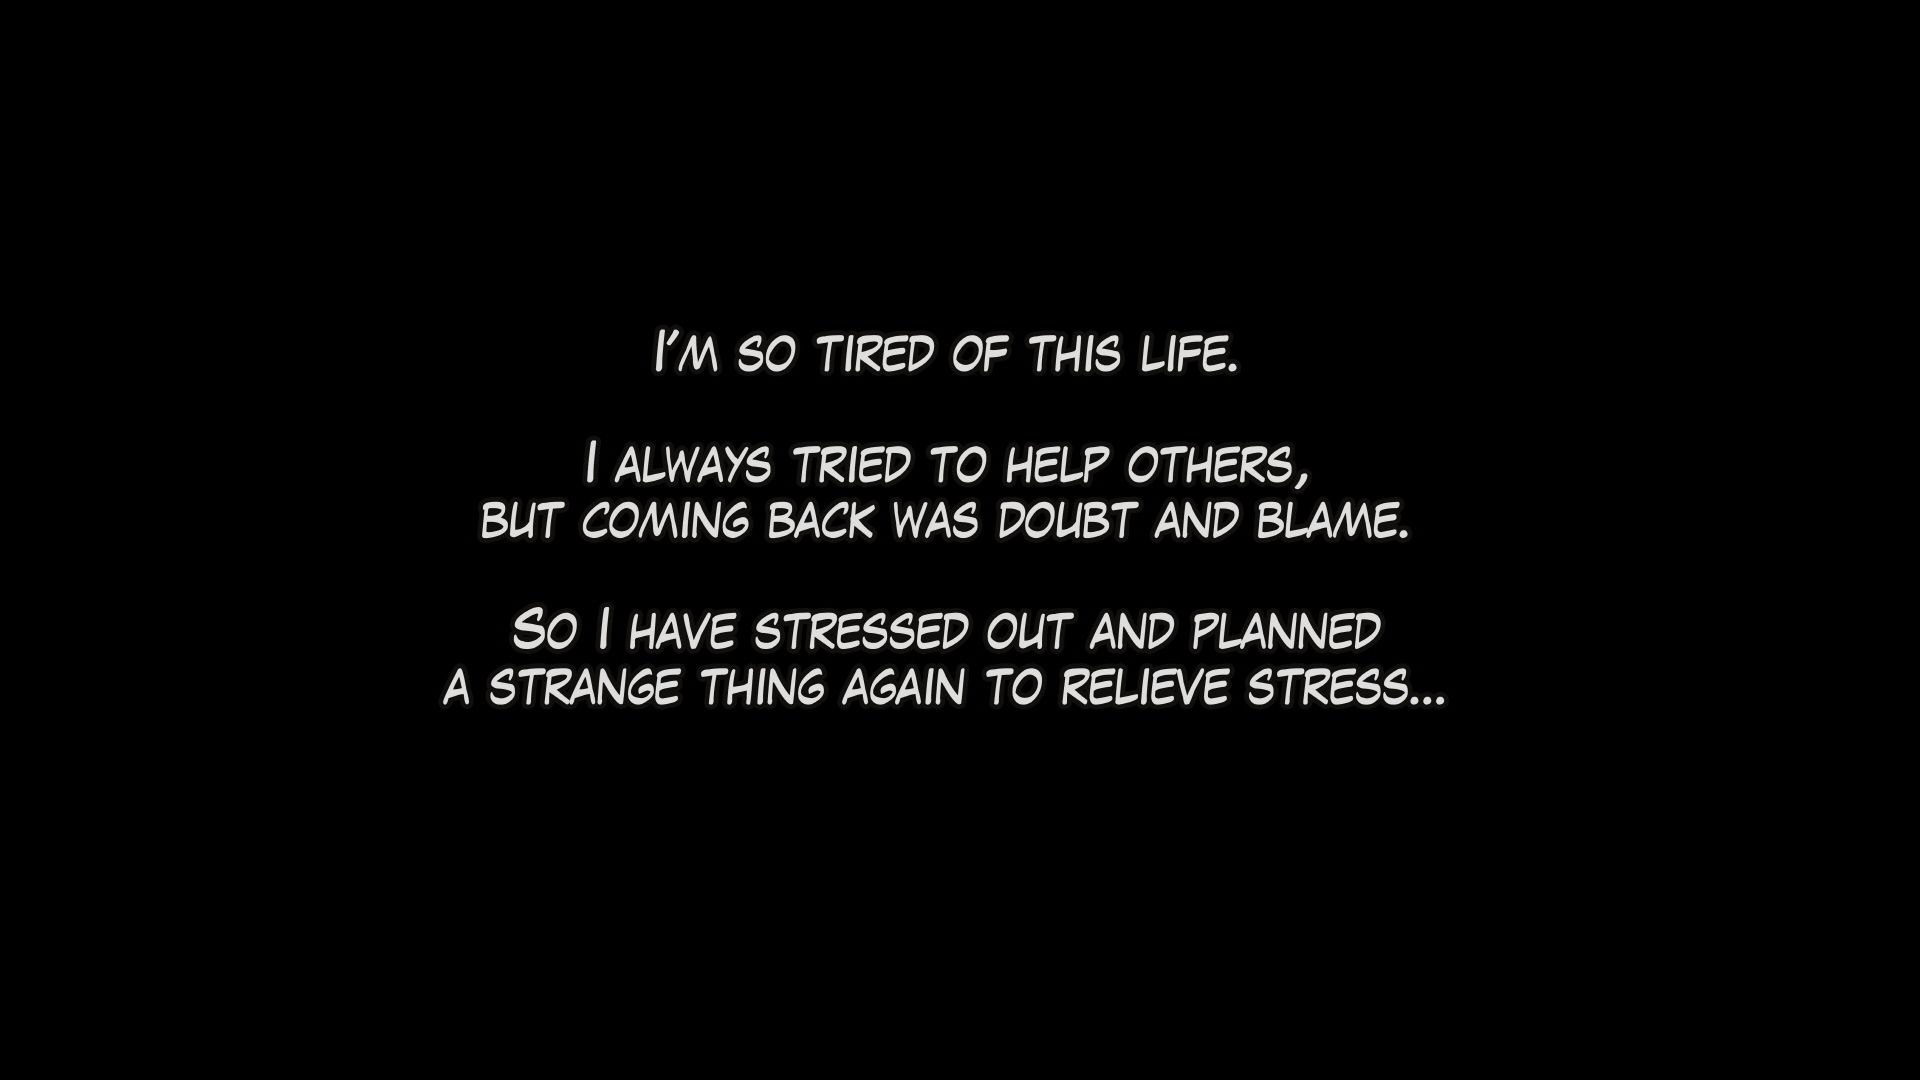 I'm so tired of this life.
I always tried to help others,
but coming back was doubt and blame.
So I have stressed out and planned
a strange thing again to relieve stress...